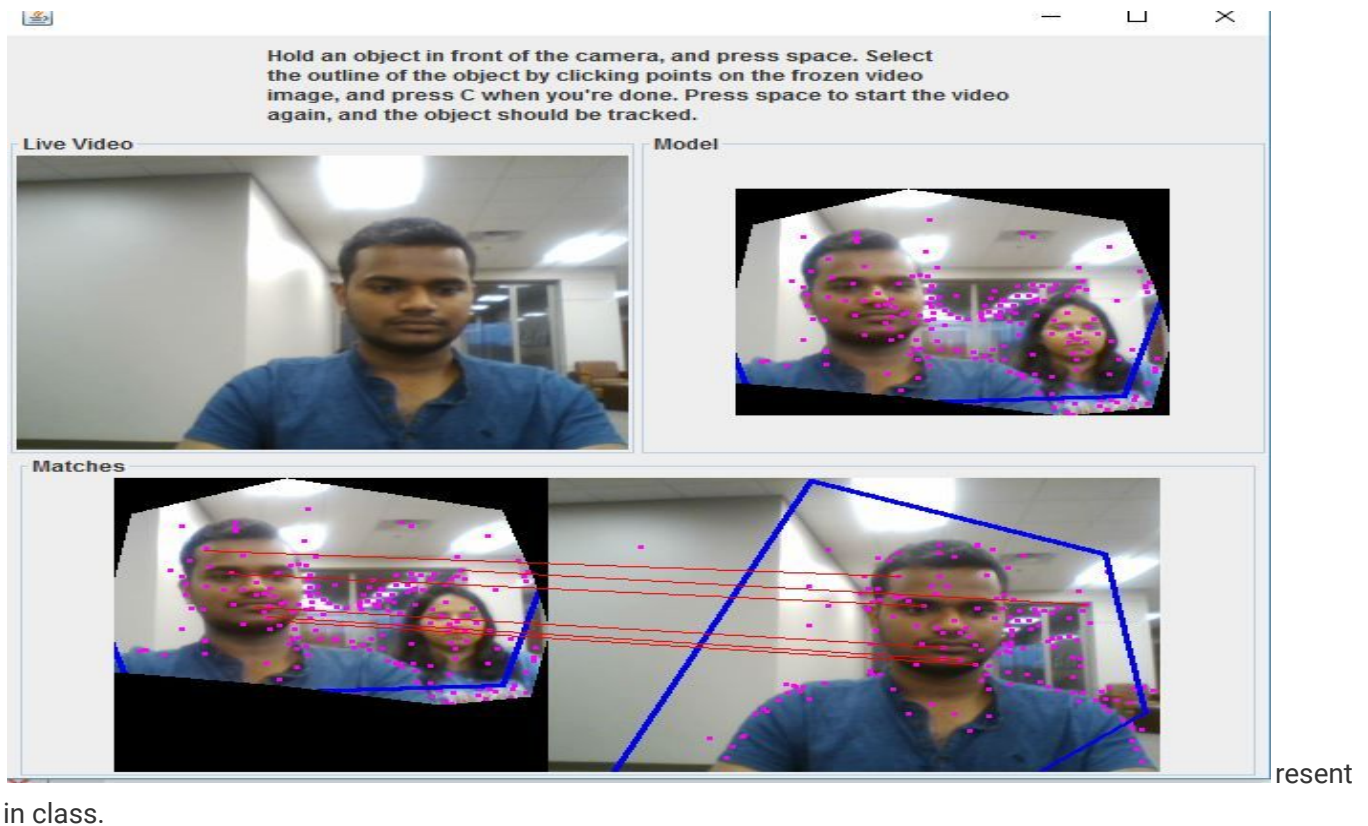 Hold an object in front of the camera, and press space. Select
the outline of the object by clicking points on the frozen video
image, and press C when you're done. Press space to start the video
again, and the object should be tracked.
Live Video
Model
Matches
resent
in class.